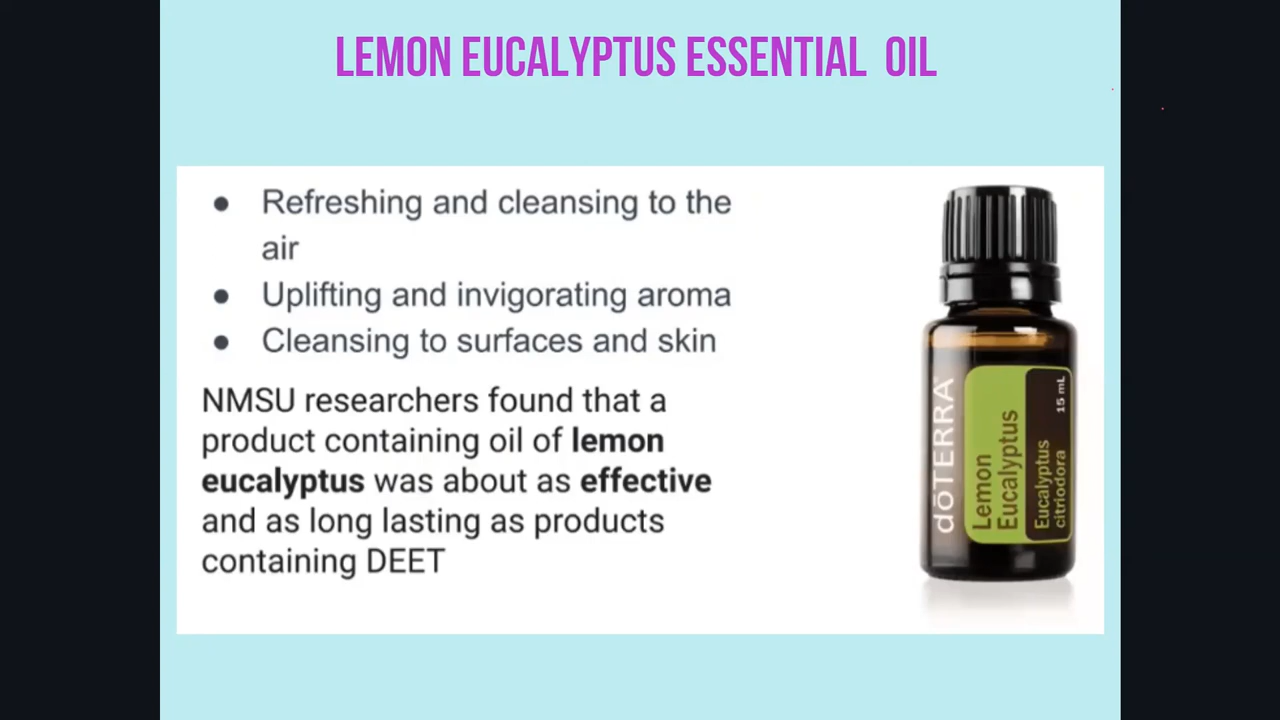 LEMON EUCALYPTUS ESSENTIAL OIL
● Refreshing and cleansing to the
air
● Uplifting and invigorating aroma
● Cleansing to surfaces and skin
NMSU researchers found that a
product containing oil of lemon
eucalyptus was about as effective
and as long lasting as products
containing DEET
dōTERRA®
Lemon
Eucalyptus
Eucalyptus
citriodora
15 mL